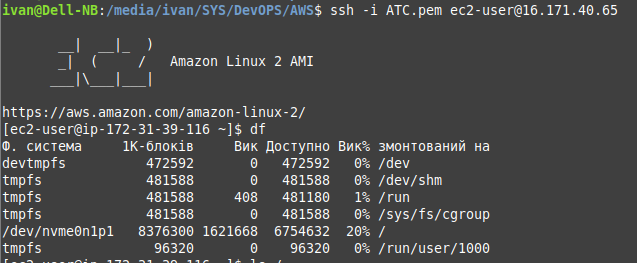 ivan@Dell-NB:/media/ivan/SYS/DevOPS/AWS$ ssh -i ATC.pem ec2-user@16.171.40.65
       __|  __|_  )
       _|  (     /   Amazon Linux 2 AMI
      ___|\___|___|
https://aws.amazon.com/amazon-linux-2/
[ec2-user@ip-172-31-39-116 ~]$ df
Ф. система     1K-блоків     Вик Доступно Вик% змонтований на
devtmpfs          472592       0   472592   0% /dev
tmpfs             481588       0   481588   0% /dev/shm
tmpfs             481588     408   481180   1% /run
tmpfs             481588       0   481588   0% /sys/fs/cgroup
/dev/nvme0n1p1   8376300 1621668  6754632  20% /
tmpfs              96320       0    96320   0% /run/user/1000